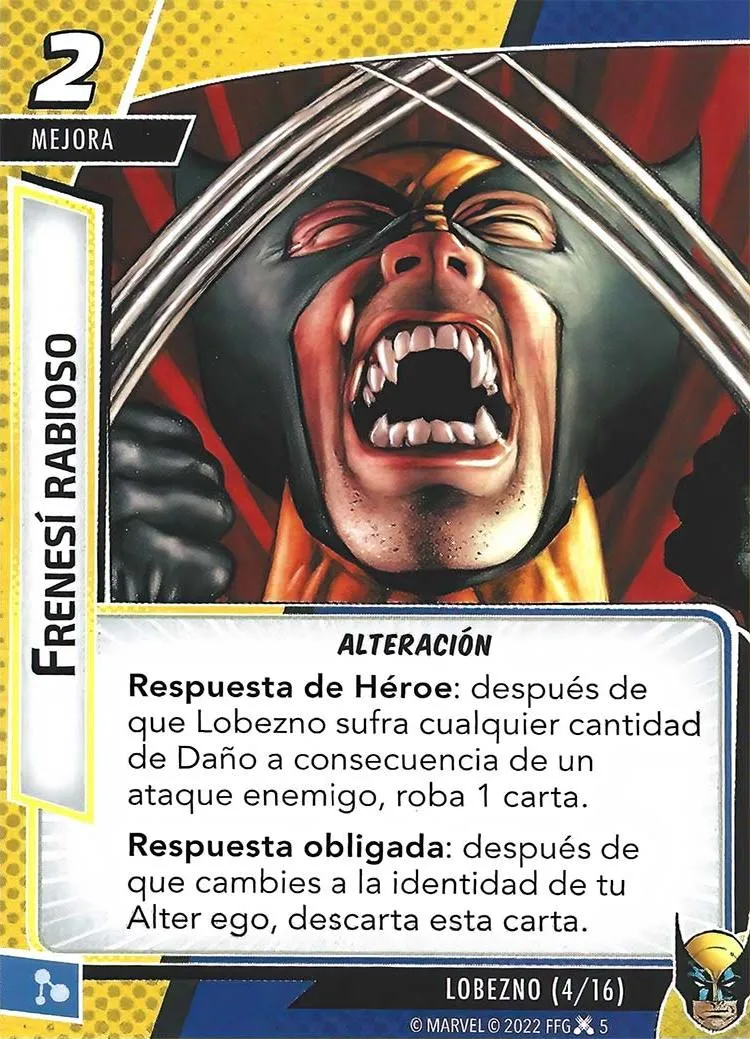 2
MEJORA
FRENESÍ RABIOSO
ALTERACIÓN
Respuesta de Héroe: después de
que Lobezno sufra cualquier cantidad
de Daño a consecuencia de un
ataque enemigo, roba 1 carta.
Respuesta obligada: después de
que cambies a la identidad de tu
Alter ego, descarta esta carta.
LOBEZNO (4/16)
© MARVEL © 2022 FFG 5